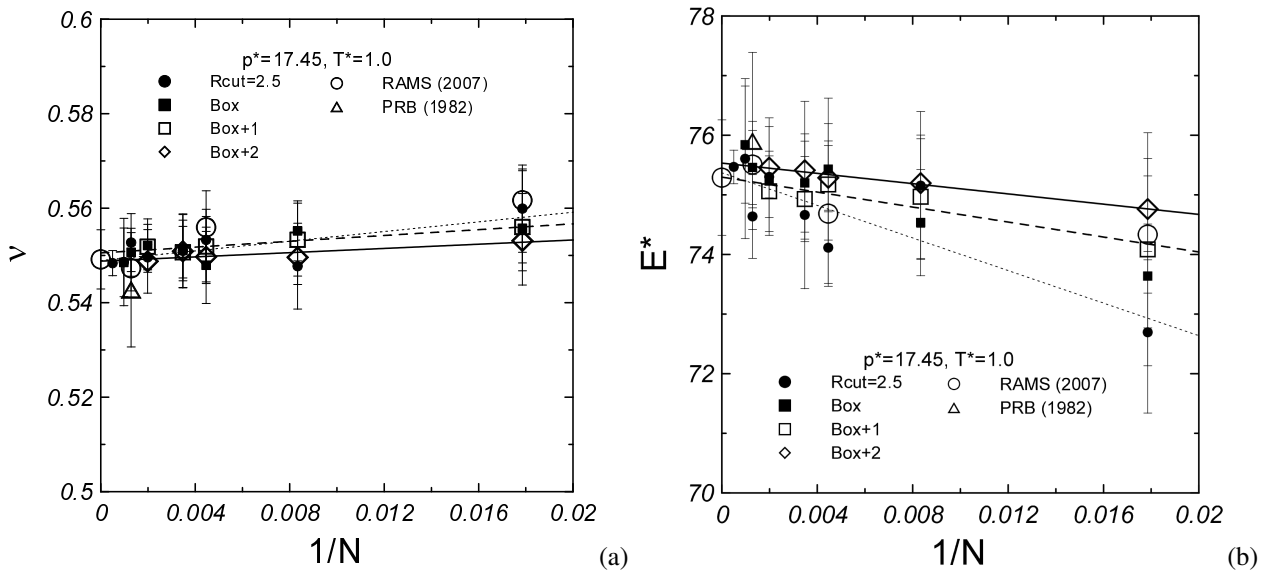 0.6
0.58
0.56
0.54
0.52
0.5
ν
p*=17.45, T*=1.0
Rcut=2.5
Box
Box+1
Box+2
RAMS (2007)
PRB (1982)
0 0.004 0.008 0.012 0.016 0.02
1/N
(a)
78
76
74
72
70
E*
p*=17.45, T*=1.0
Rcut=2.5
Box
Box+1
Box+2
RAMS (2007)
PRB (1982)
0 0.004 0.008 0.012 0.016 0.02
1/N
(b)